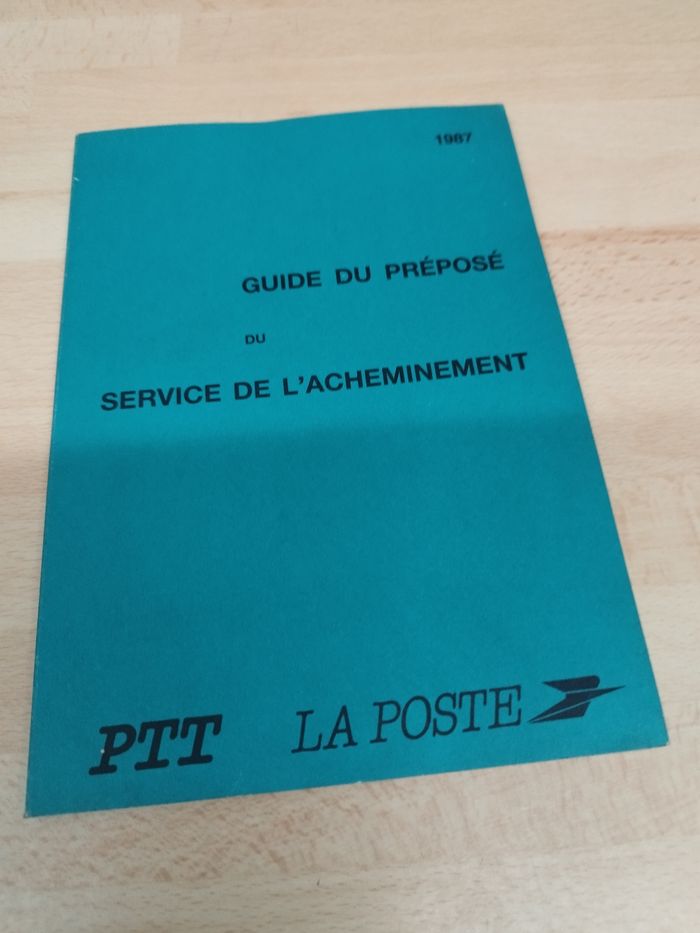 1987
GUIDE DU PRÉPOSÉ
DU
SERVICE DE L'ACHEMINEMENT
PTT LA POSTE